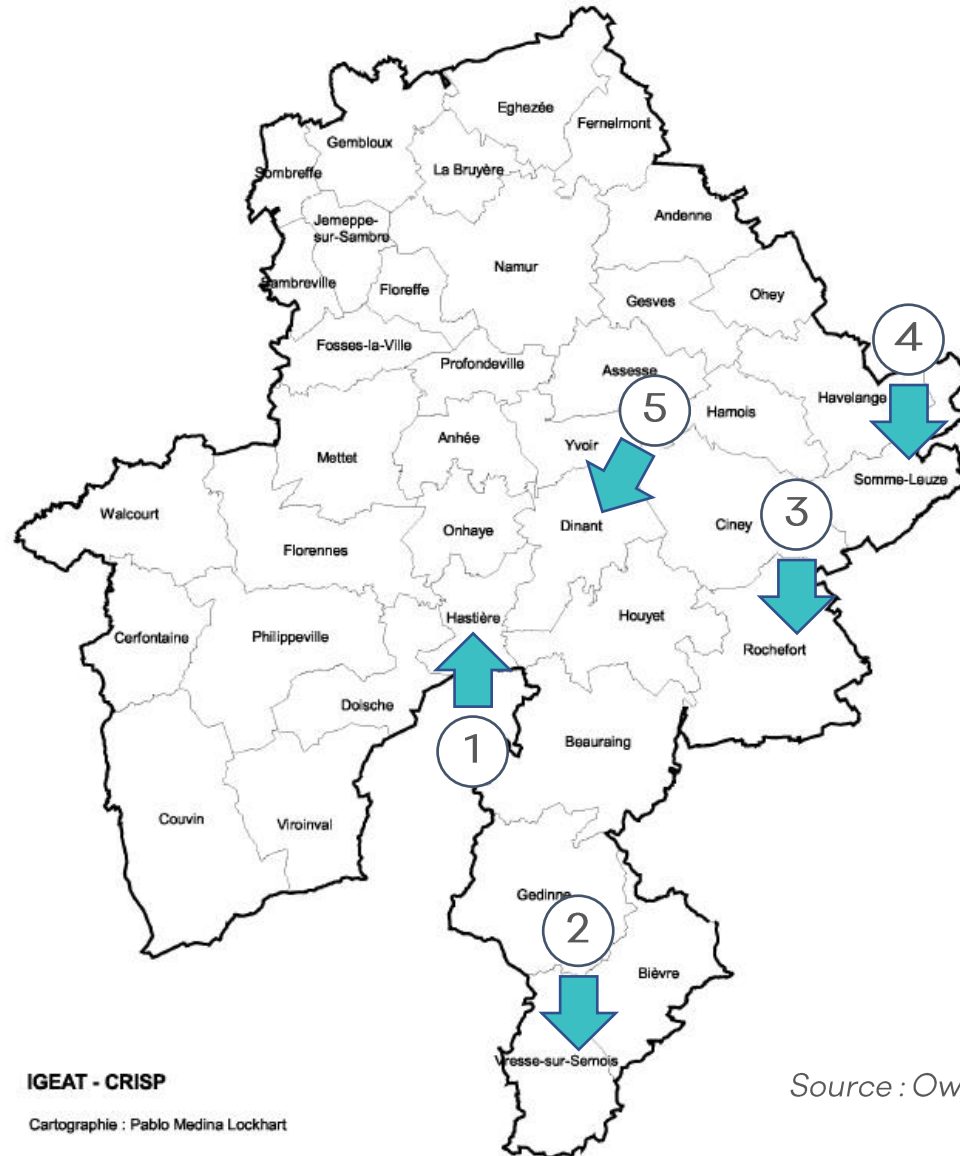 Eghezée
Fernelmont
Gembloux
La Bruyère
Sombreffe
Andenne
Jemeppe-
sur-Sambre
Namur
Sambreville
Floreffe
Gesves
Ohey
4
Fosses-la-Ville
Profondeville
Assesse
Havelange
5
Hamois
Anhée
Yvoir
Mettet
Somme-Leuze
Walcourt
3
Onhaye
Dinant
Ciney
Florennes
Hastière
Houyet
Cerfontaine
Philippeville
Rochefort
Doische
1
Beauraing
Couvin
Viroinval
Gedinne
2
Bièvre
Vresse-sur-Semois
IGEAT - CRISP
Source : Ow
Cartographie : Pablo Medina Lockhart